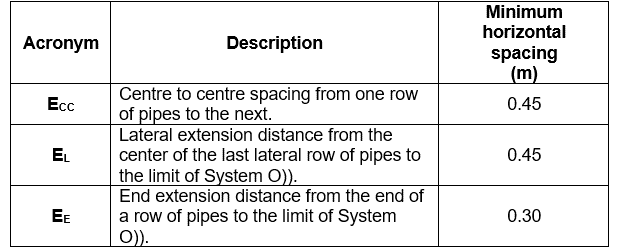 Acronym Description Minimum
horizontal
spacing
(m)
ECC Centre to centre spacing from one row
of pipes to the next. 0.45
EL Lateral extension distance from the
center of the last lateral row of pipes to
the limit of System O)). 0.45
EE End extension distance from the end of
a row of pipes to the limit of System
O)). 0.30